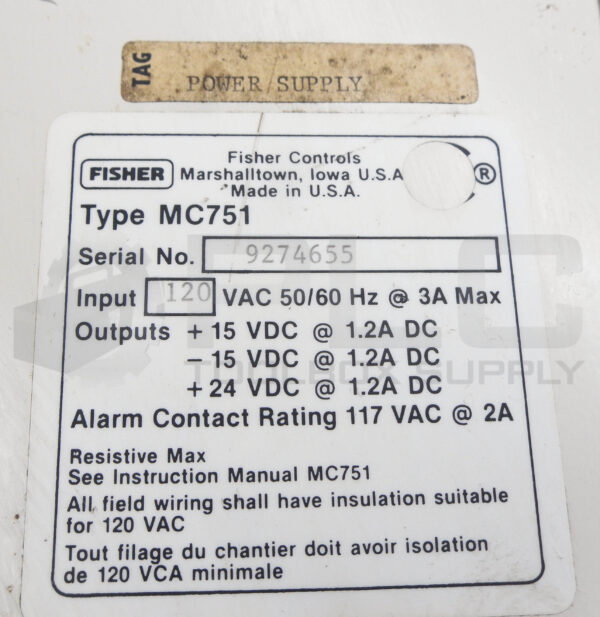 TAG
POWER SUPPLY
FISHER
Fisher Controls
Marshalltown, Iowa U.S.A
Made in U.S.A.
®
Type MC751
Serial No. 9274655
Input 120 VAC 50/60 Hz @ 3A Max
Outputs + 15 VDC @ 1.2A DC
− 15 VDC @ 1.2A DC
+ 24 VDC @ 1.2A DC
Alarm Contact Rating 117 VAC @ 2A
Resistive Max
See Instruction Manual MC751
All field wiring shall have insulation suitable
for 120 VAC
Tout filage du chantier doit avoir isolation
de 120 VCA minimale
PLC
TOOLBOX SUPPLY